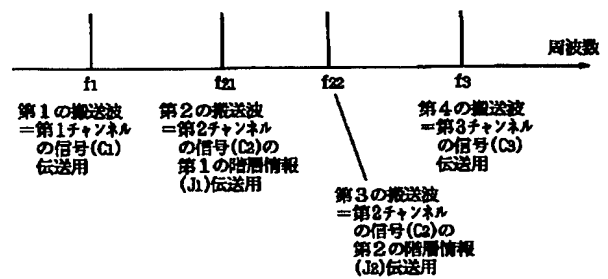 周波数
f1
f21
f22
f3
第1の搬送波
=第1チャンネル
の信号(C1)
伝送用
第2の搬送波
=第2チャンネル
の信号(C2)の
第1の階層情報
(J1)伝送用
第4の搬送波
=第3チャンネル
の信号(C3)
伝送用
第3の搬送波
=第2チャンネル
の信号(C2)の
第2の階層情報
(J2)伝送用